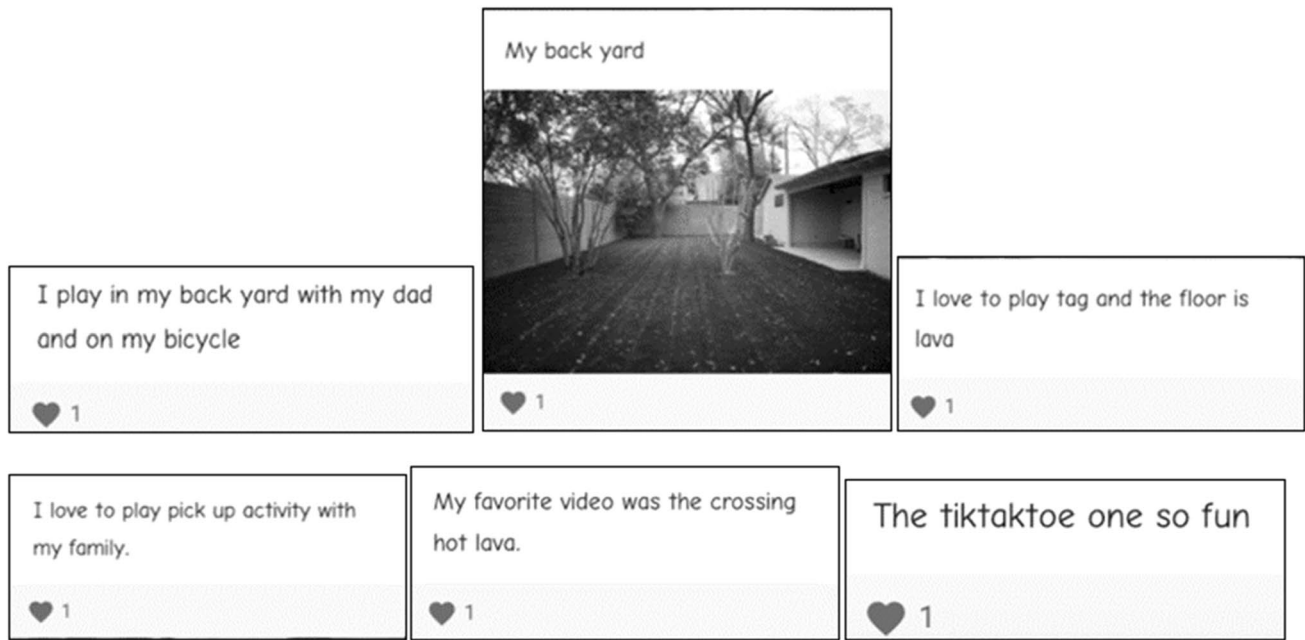 My back yard
1
I play in my back yard with my dad
and on my bicycle
1
I love to play tag and the floor is
lava
1
I love to play pick up activity with
my family.
1
My favorite video was the crossing
hot lava.
1
The tiktaktoe one so fun
1